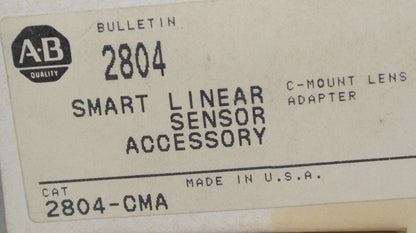 A-B
QUALITY
BULLETIN
2804
SMART LINEAR
SENSOR
ACCESSORY
C-MOUNT LENS
ADAPTER
MADE IN U.S.A.
CAT
2804-CMA